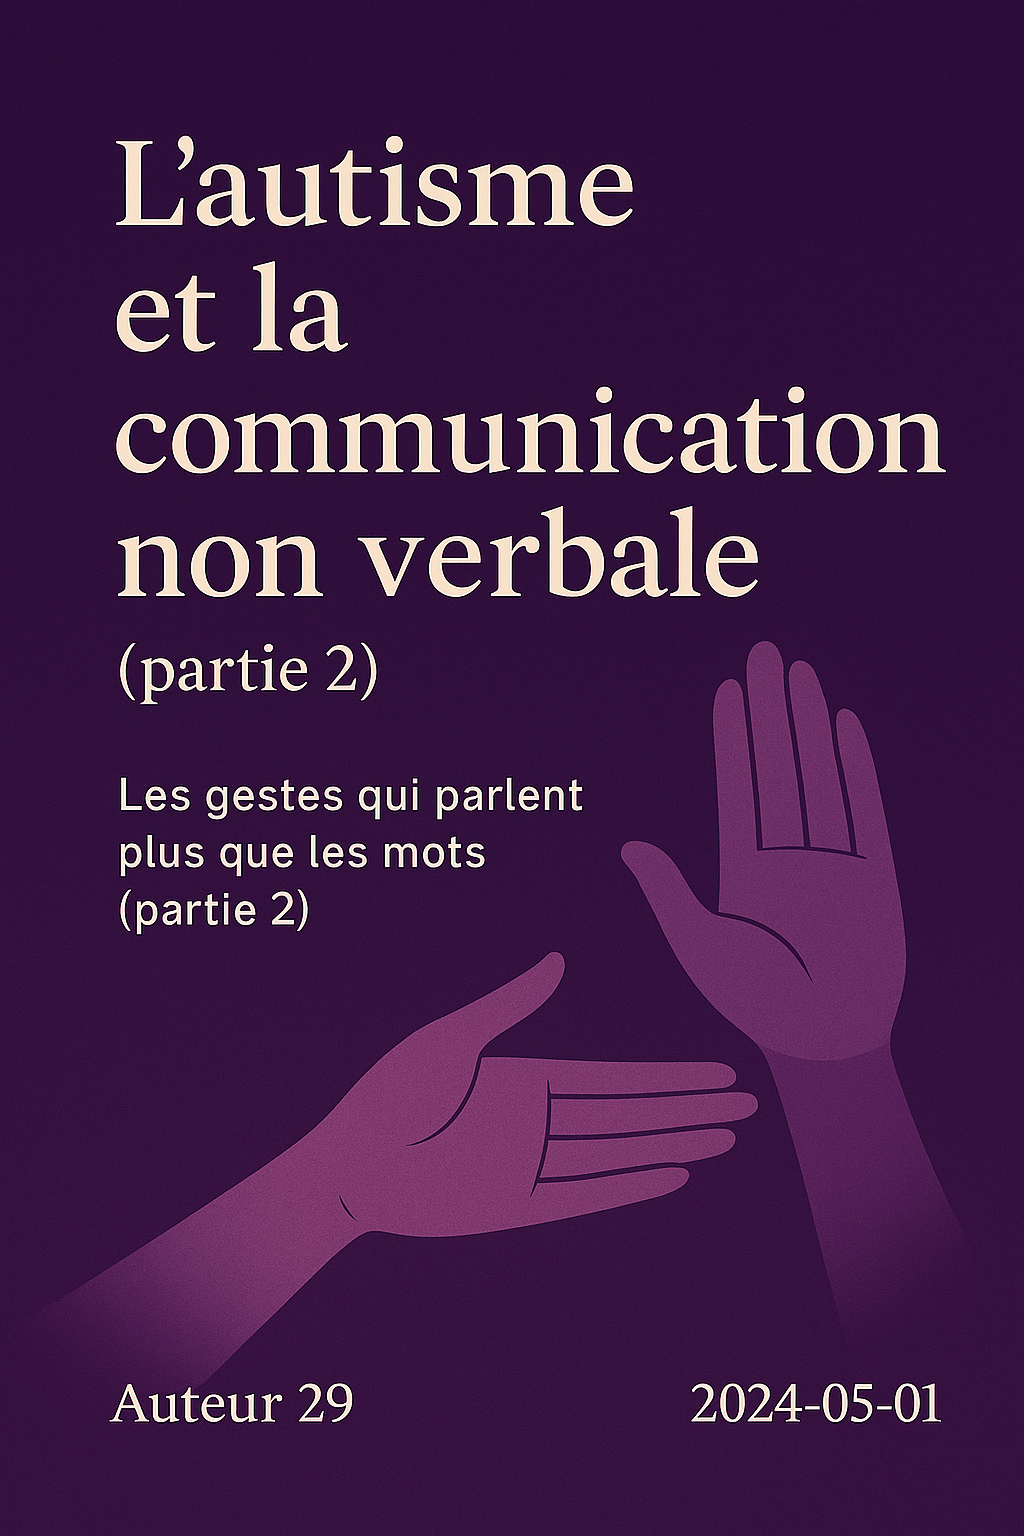 L’autisme
et la
communication
non verbale
(partie 2)
Les gestes qui parlent
plus que les mots
(partie 2)
Auteur 29
2024-05-01